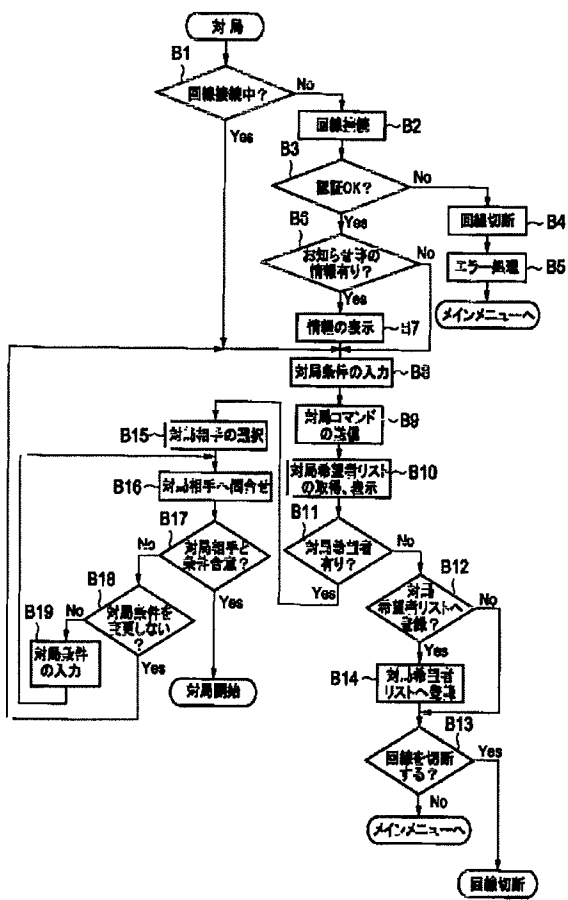 対局
B1
回線接続中?
No
Yes
回線接続
B2
B3
認証OK?
No
Yes
回線切断
B4
エラー処理
B5
メインメニューへ
B6
お知らせ等の
情報有り?
No
Yes
情報の表示
B7
対局条件の入力
B8
対局コマンド
の送信
B9
対局希望者リスト
の取得、表示
B10
B11
対局希望者
有り?
No
Yes
B12
対局
希望者リストへ
登録?
No
Yes
B14
対局希望者
リストへ登録
B13
回線を切断
する?
Yes
No
メインメニューへ
回線切断
B15
対局相手の選択
B16
対局相手へ問合せ
B17
対局相手と
条件合意?
No
Yes
対局開始
B18
対局条件を
変更しない
?
No
Yes
B19
対局条件
の入力